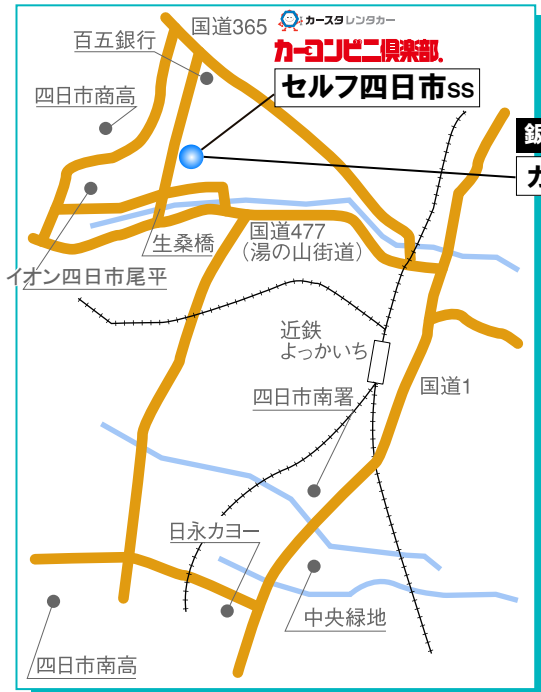 国道365
カースタレンタカー
カーコンビニ倶楽部.
百五銀行
セルフ四日市SS
四日市商高
鈑
カ
生桑橋
国道477
(湯の山街道)
イオン四日市尾平
近鉄
よっかいち
国道1
四日市南署
日永カヨー
中央緑地
四日市南高